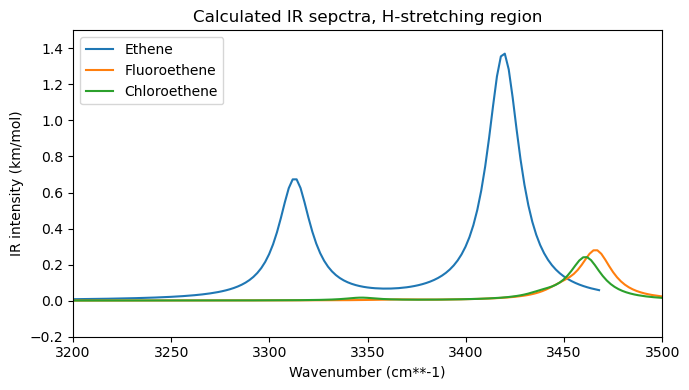 Calculated IR sepctra, H-stretching region
Ethene
Fluoroethene
Chloroethene
IR intensity (km/mol)
1.4
1.2
1.0
0.8
0.6
0.4
0.2
0.0
−0.2
3200
3250
3300
3350
3400
3450
3500
Wavenumber (cm**-1)